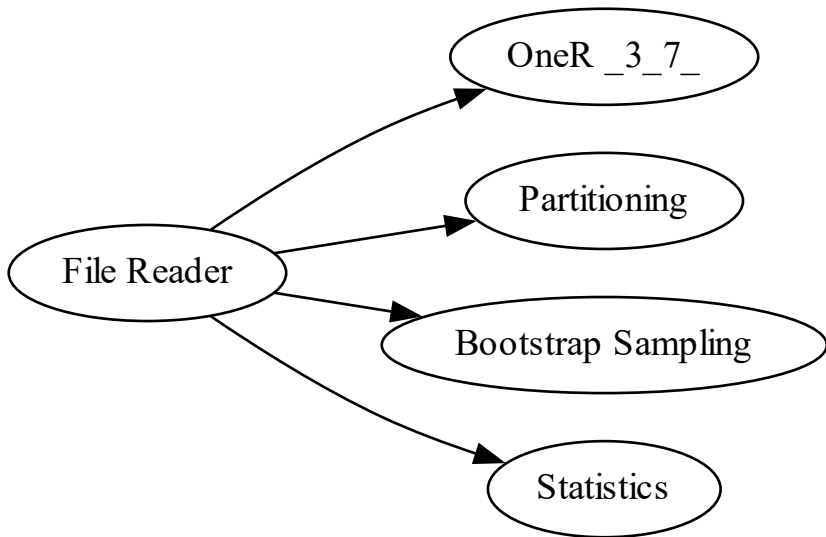 OneR _3_7_
Partitioning
File Reader
Bootstrap Sampling
Statistics